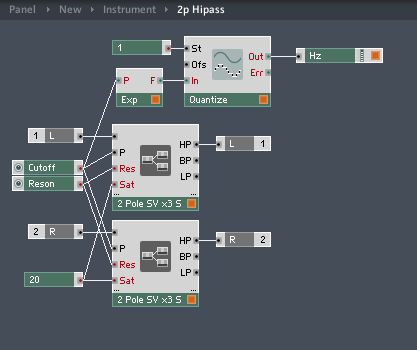 Panel New Instrument 2p Hipass
1 St Out Hz
Ofs Err
P F In
Exp Quantize
1 L HP L 1
P BP
Cutoff Res LP
Reson Sat
...
2 Pole SV x3 S
2 R HP R 2
P BP
Res LP
20 Sat
...
2 Pole SV x3 S